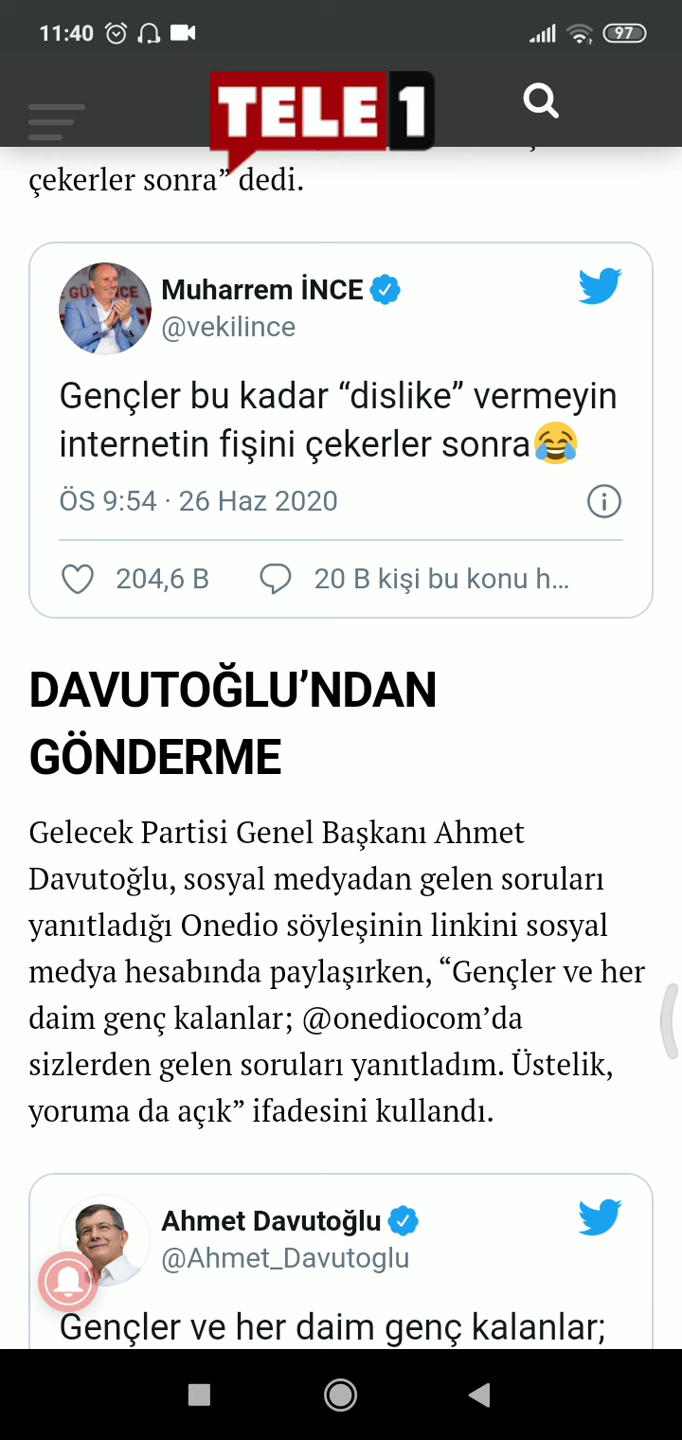 11:40
97
TELE1
çekerler sonra” dedi.
Muharrem İNCE
@vekilince
Gençler bu kadar “dislike” vermeyin
internetin fişini çekerler sonra😂
ÖS 9:54 · 26 Haz 2020
204,6 B
20 B kişi bu konu h...
DAVUTOĞLU’NDAN
GÖNDERME
Gelecek Partisi Genel Başkanı Ahmet
Davutoğlu, sosyal medyadan gelen soruları
yanıtladığı Onedio söyleşinin linkini sosyal
medya hesabında paylaşırken, “Gençler ve her
daim genç kalanlar; @onediocom’da
sizlerden gelen soruları yanıtladım. Üstelik,
yoruma da açık” ifadesini kullandı.
Ahmet Davutoğlu
@Ahmet_Davutoglu
Gençler ve her daim genç kalanlar;